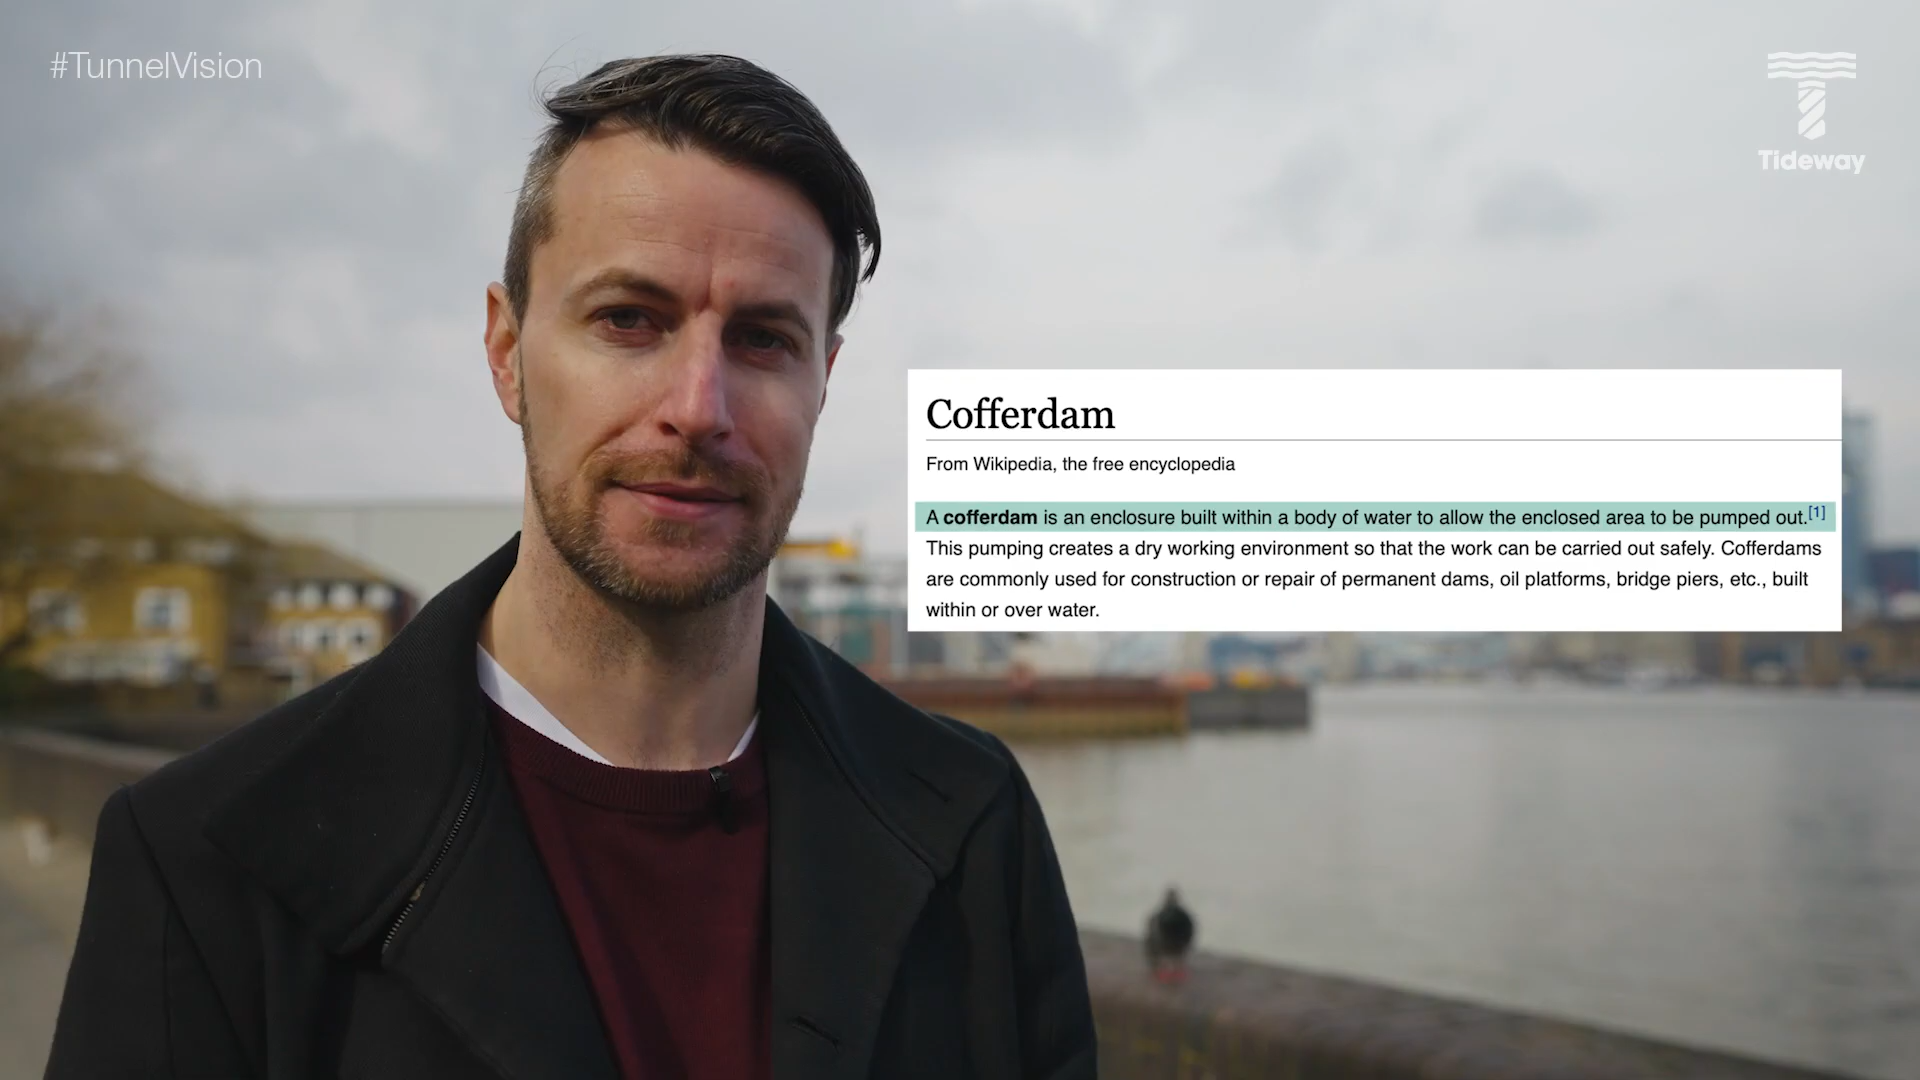 #TunnelVision
Tideway
Cofferdam
From Wikipedia, the free encyclopedia
A cofferdam is an enclosure built within a body of water to allow the enclosed area to be pumped out.[1]
This pumping creates a dry working environment so that the work can be carried out safely. Cofferdams
are commonly used for construction or repair of permanent dams, oil platforms, bridge piers, etc., built
within or over water.